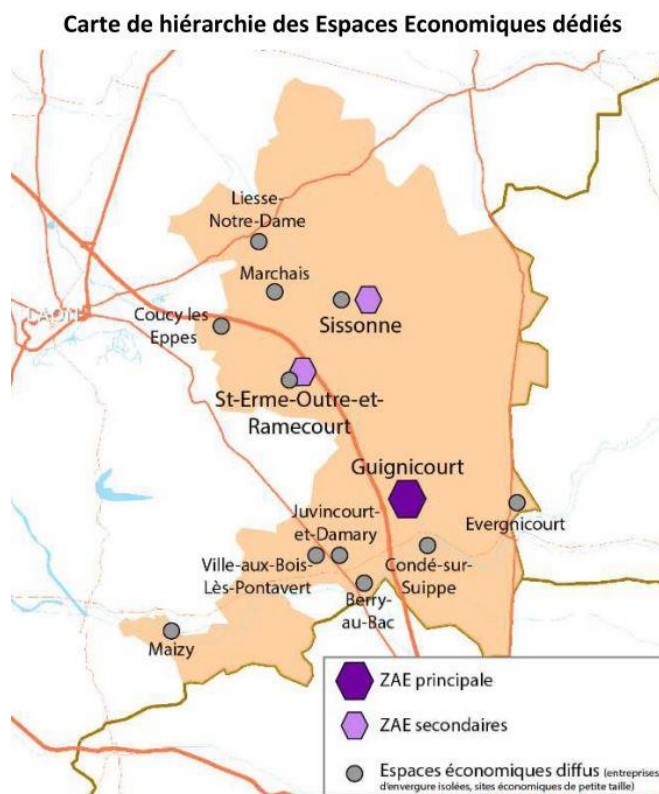 Carte de hiérarchie des Espaces Economiques dédiés
Liesse-
Notre-Dame
Marchais
LAON
Coucy les
Eppes
Sissonne
St-Erme-Outre-et-
Ramecourt
Guignicourt
Juvincourt-
et-Damary
Evergnicourt
Ville-aux-Bois-
Lès-Pontavert
Condé-sur-
Suippe
Berry-
au-Bac
Maizy
ZAE principale
ZAE secondaires
Espaces économiques diffus (entreprises
d'envergure isolées, sites économiques de petite taille)